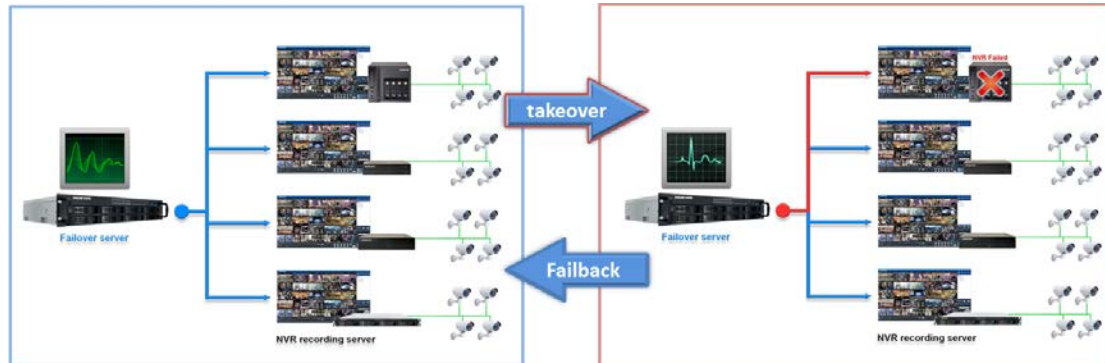 NVR Failed
takeover
Failover server
Failover server
Failback
NVR recording server
NVR recording server